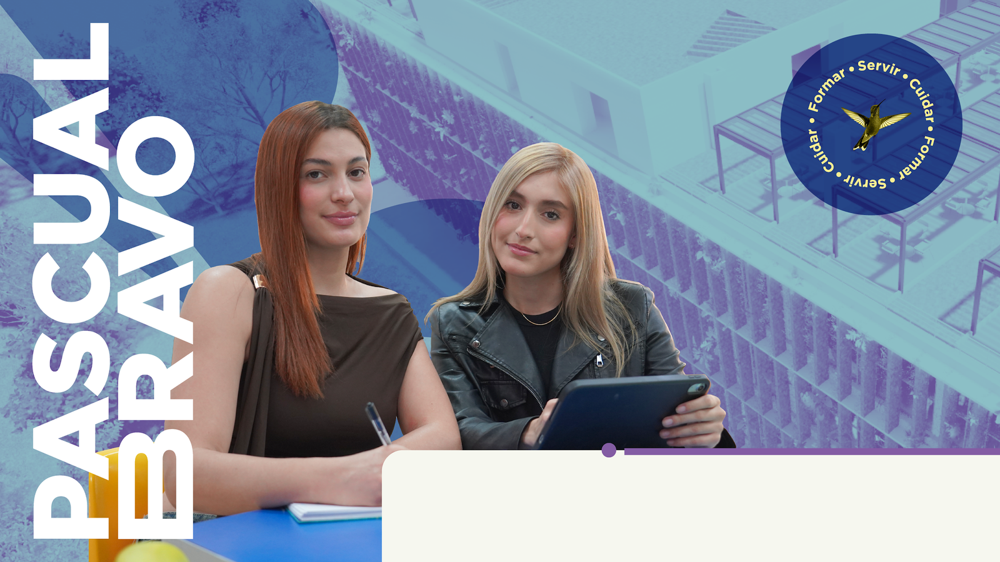 PASCUAL
BRAVO
Formar • Servir • Cuidar • Formar • Servir • Cuidar •